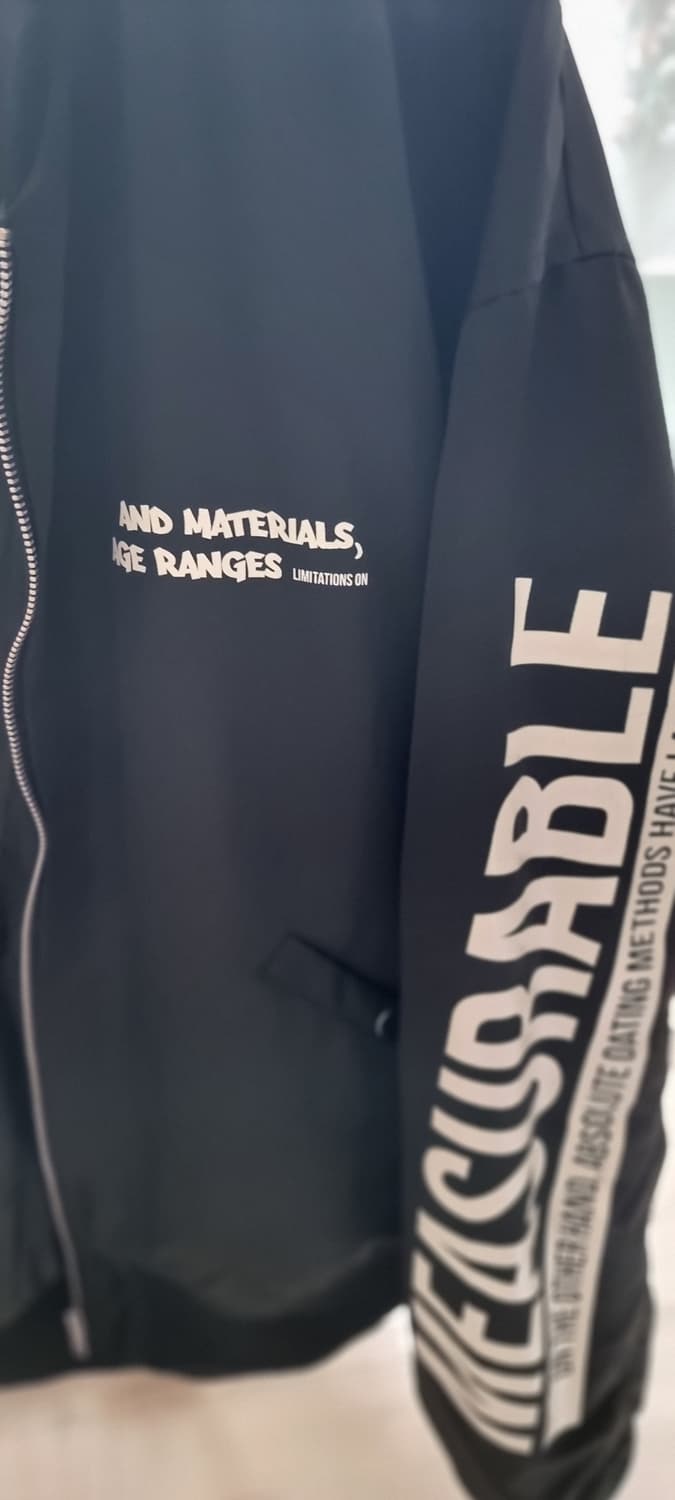 AND MATERIALS,
AGE RANGES LIMITATIONS ON
MEASURABLE
ON THE OTHER HAND, ABSOLUTE DATING METHODS HAVE